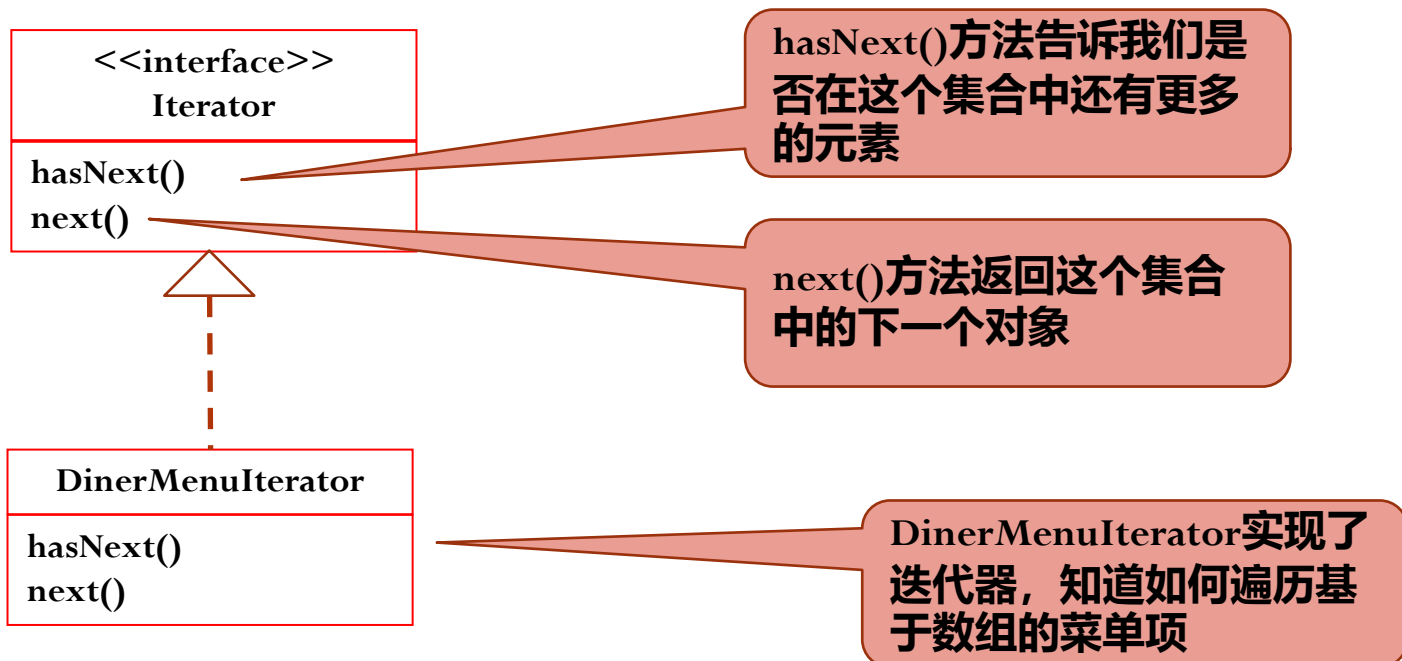 <<interface>>
Iterator
hasNext()
next()
hasNext()方法告诉我们是
否在这个集合中还有更多
的元素
next()方法返回这个集合
中的下一个对象
DinerMenuIterator
hasNext()
next()
DinerMenuIterator实现了
迭代器，知道如何遍历基
于数组的菜单项